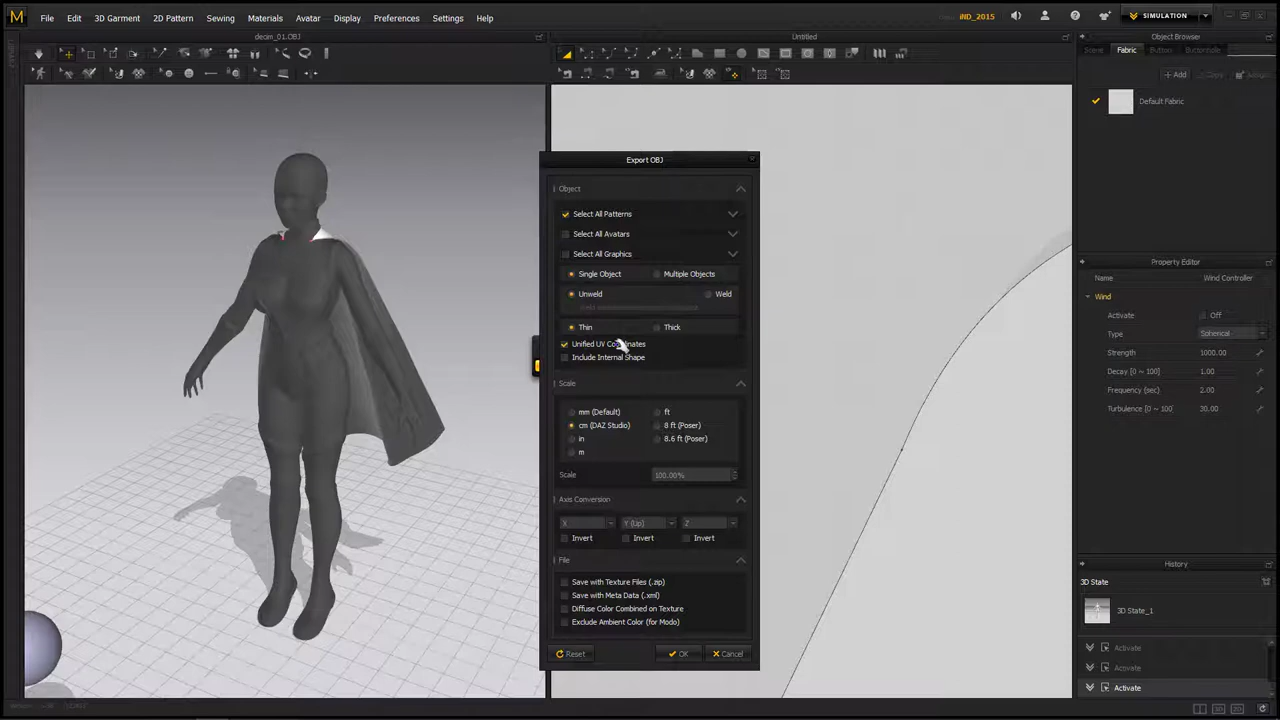 M File Edit 3D Garment 2D Pattern Sewing Materials Avatar Display Preferences Settings Help iND_2015 SIMULATION
decim_01.OBJ Untitled Object Browser
Scene Fabric Button Buttonhole
Add Copy
Default Fabric
Export OBJ
Object
Select All Patterns
Select All Avatars
Select All Graphics
Single Object Multiple Objects
Unweld Weld
Thin Thick
Unified UV Coordinates
Include Internal Shape
Scale
mm (Default) ft
cm (DAZ Studio) 8 ft (Poser)
in 8.6 ft (Poser)
m
Scale 100.00%
Axis Conversion
X Y (Up) Z
Invert Invert Invert
File
Save with Texture Files (.zip)
Save with Meta Data (.xml)
Diffuse Color Combined on Texture
Exclude Ambient Color (for Modo)
Reset OK Cancel
Property Editor
Name Wind Controller
Wind
Activate Off
Type Spherical
Strength 1000.00
Decay [0 ~ 100] 1.00
Frequency (sec) 2.00
Turbulence [0 ~ 100] 30.00
History
3D State
3D State_1
Activate
Activate
Activate